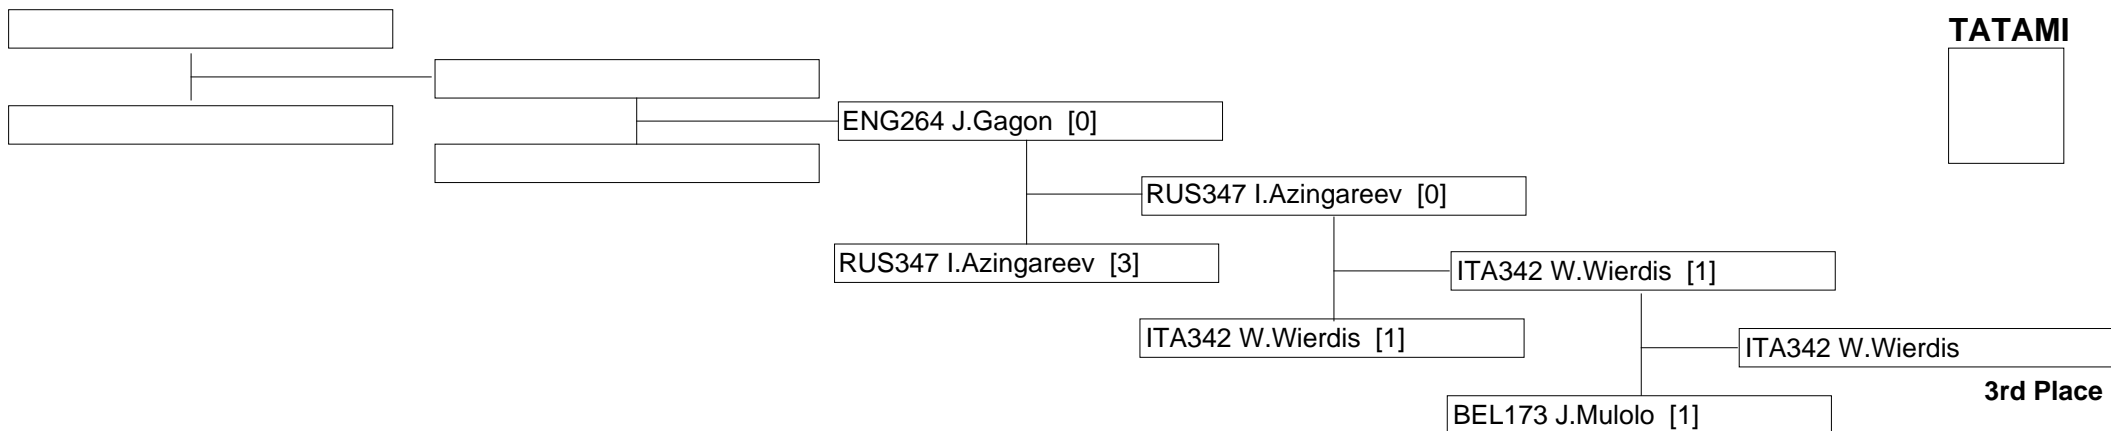 TATAMI
ENG264 J.Gagon [0]
RUS347 I.Azingareev [0]
RUS347 I.Azingareev [3]
ITA342 W.Wierdis [1]
ITA342 W.Wierdis [1]
ITA342 W.Wierdis
3rd Place
BEL173 J.Mulolo [1]